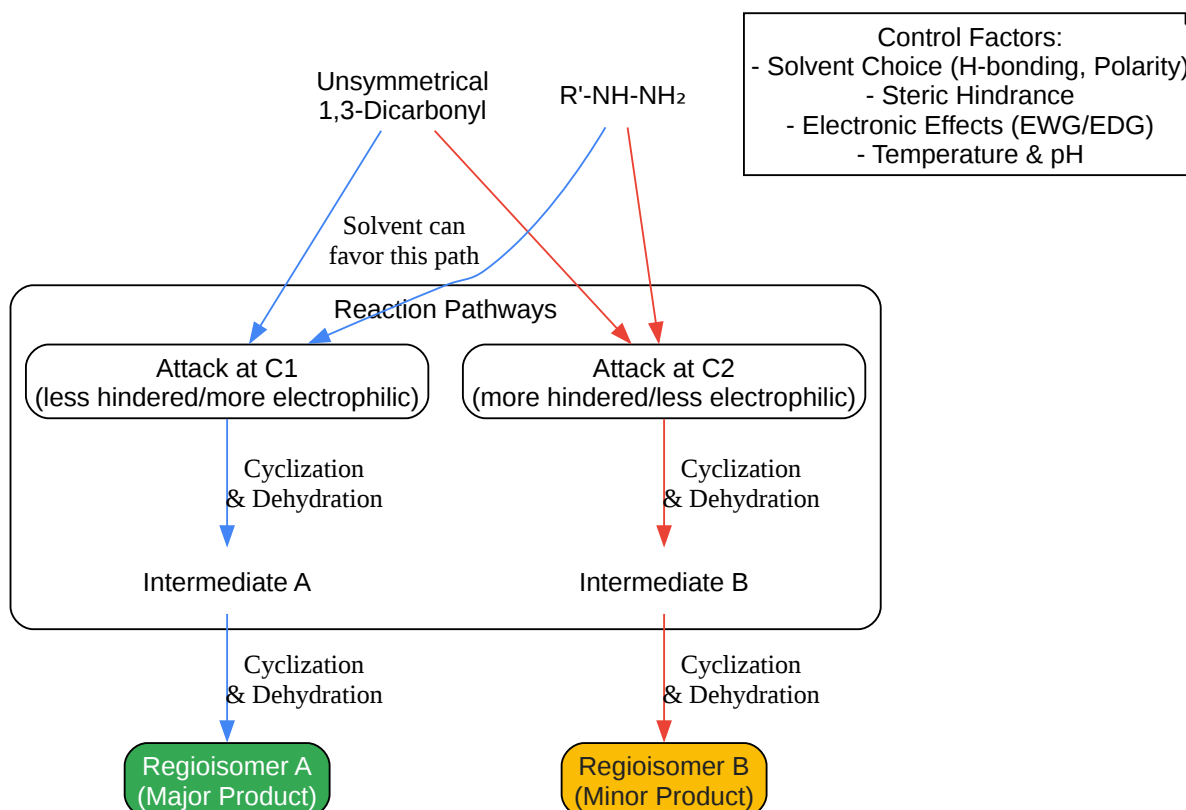 Control Factors:
- Solvent Choice (H-bonding, Polarity)
- Steric Hindrance
- Electronic Effects (EWG/EDG)
- Temperature & pH
Unsymmetrical
1,3-Dicarbonyl
R'-NH-NH₂
Solvent can
favor this path
Reaction Pathways
Attack at C1
(less hindered/more electrophilic)
Attack at C2
(more hindered/less electrophilic)
Cyclization
& Dehydration
Cyclization
& Dehydration
Intermediate A
Intermediate B
Cyclization
& Dehydration
Cyclization
& Dehydration
Regioisomer A
(Major Product)
Regioisomer B
(Minor Product)